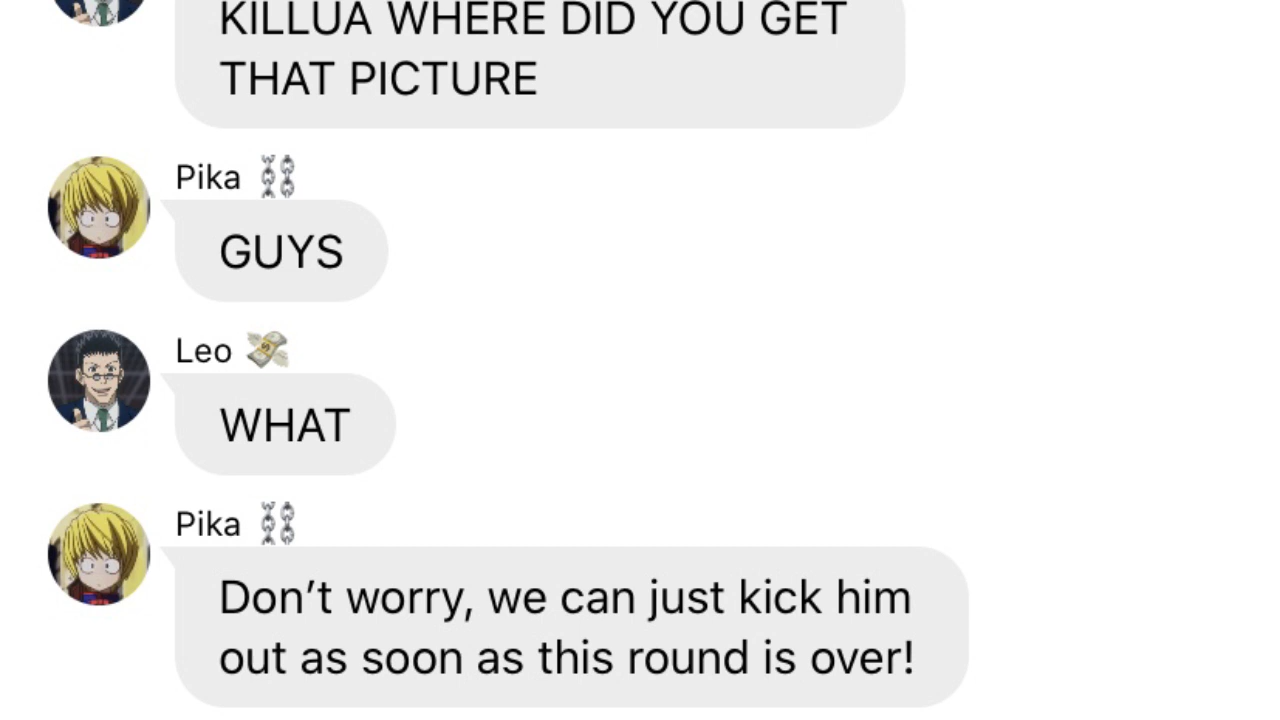 KILLUA WHERE DID YOU GET
THAT PICTURE
Pika ⛓️
GUYS
Leo 💸
WHAT
Pika ⛓️
Don’t worry, we can just kick him
out as soon as this round is over!